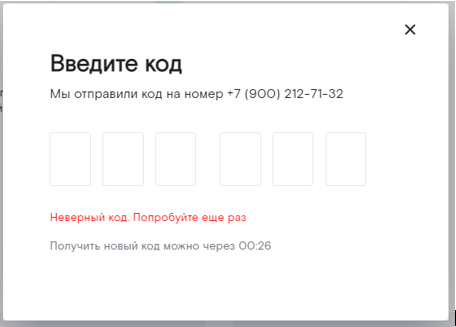 Введите код
Мы отправили код на номер +7 (900) 212-71-32
Неверный код. Попробуйте еще раз
Получить новый код можно через 00:26